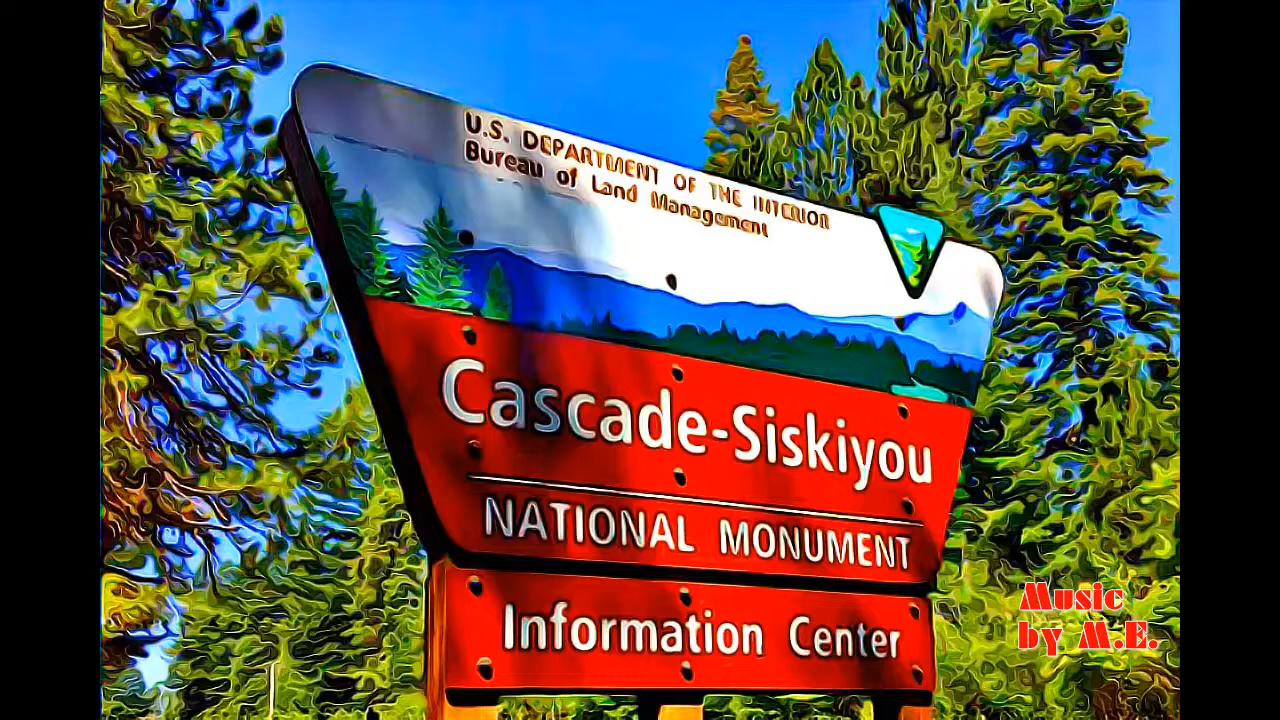 U.S. DEPARTMENT OF THE INTERIOR
Bureau of Land Management
Cascade-Siskiyou
NATIONAL MONUMENT
Information Center
Music
by M.E.